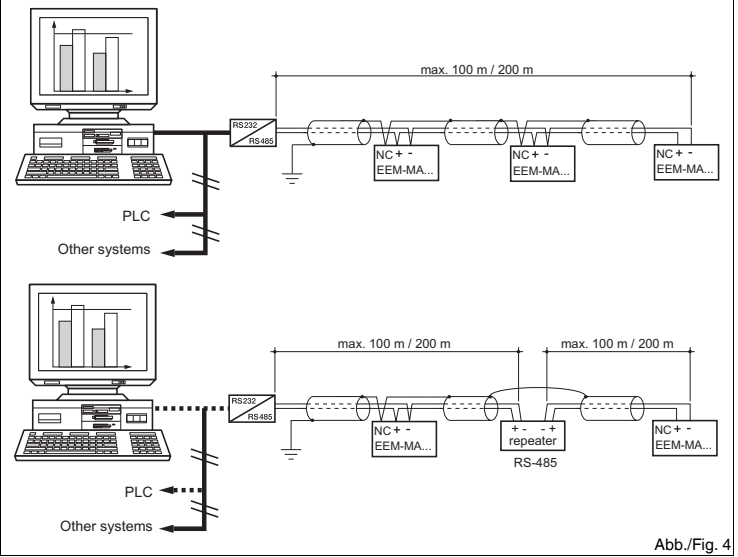 max. 100 m / 200 m
RS232
RS485
NC + -
EEM-MA...
NC + -
EEM-MA...
NC + -
EEM-MA...
PLC
Other systems
max. 100 m / 200 m
max. 100 m / 200 m
RS232
RS485
NC + -
EEM-MA...
+ - - +
repeater
RS-485
NC + -
EEM-MA...
PLC
Other systems
Abb./Fig. 4